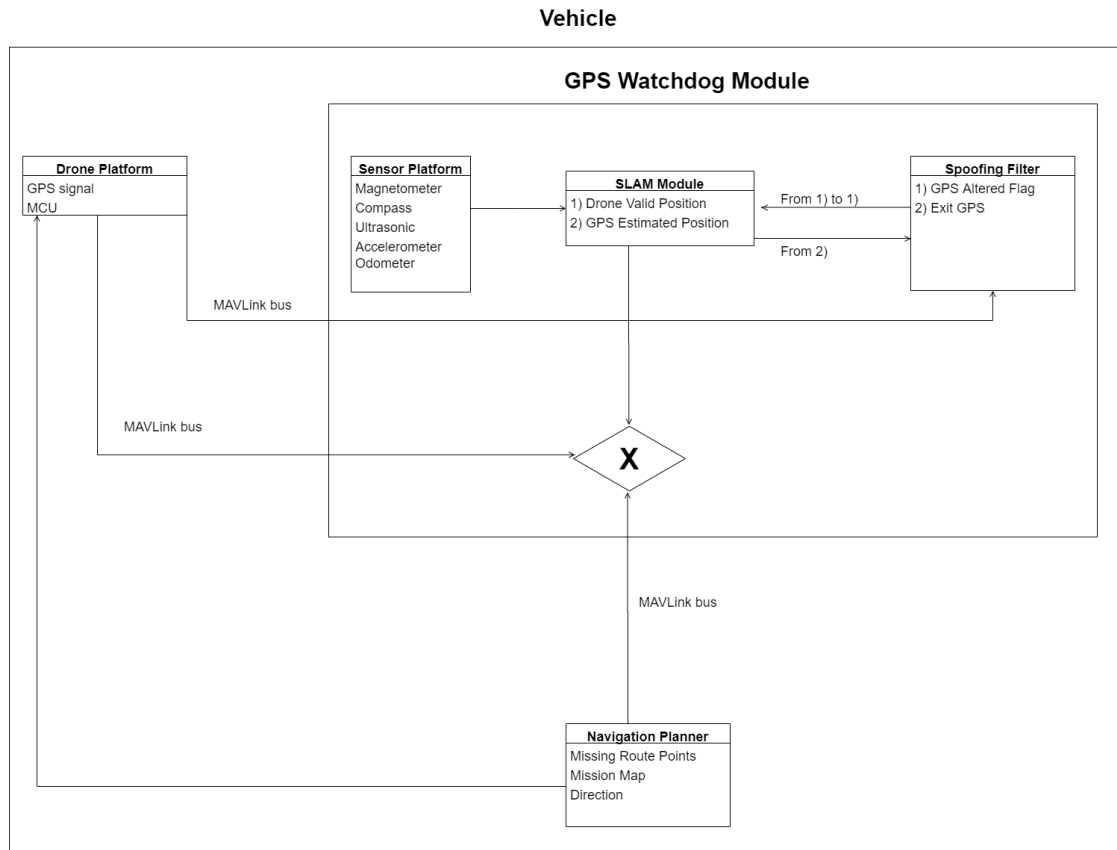 Vehicle
GPS Watchdog Module
Drone Platform
GPS signal
MCU
Sensor Platform
Magnetometer
Compass
Ultrasonic
Accelerometer
Odometer
SLAM Module
1) Drone Valid Position
2) GPS Estimated Position
From 1) to 1)
From 2)
Spoofing Filter
1) GPS Altered Flag
2) Exit GPS
MAVLink bus
MAVLink bus
X
MAVLink bus
Navigation Planner
Missing Route Points
Mission Map
Direction